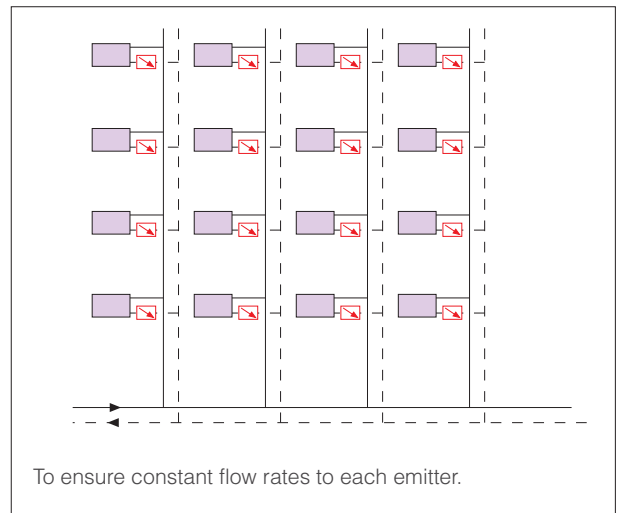 To ensure constant flow rates to each emitter.